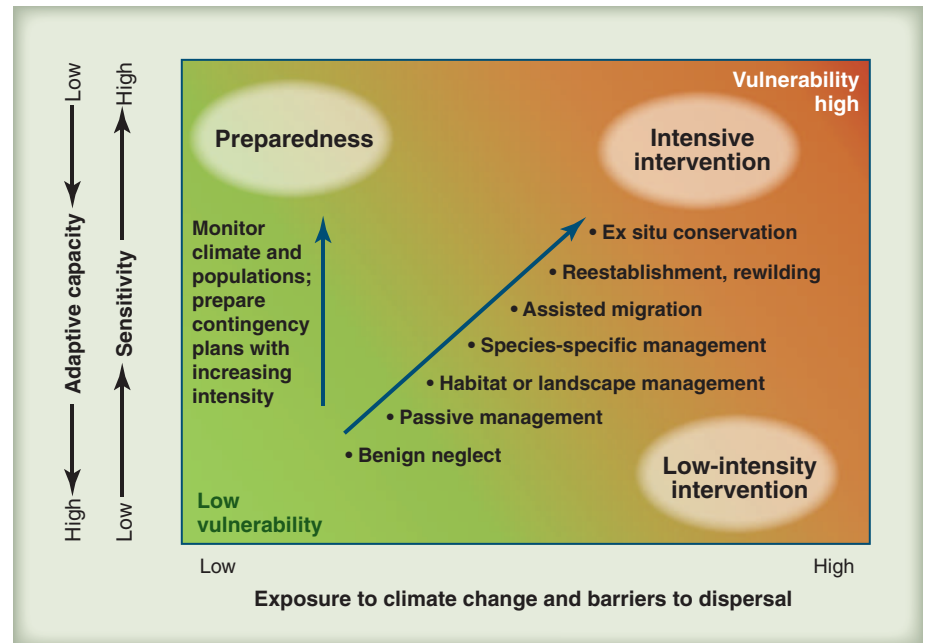 Low
High
Adaptive capacity
High
Low
Sensitivity
Low
High
Vulnerability
high
Preparedness
Intensive
intervention
Monitor
climate and
populations;
prepare
contingency
plans with
increasing
intensity
• Ex situ conservation
• Reestablishment, rewilding
• Assisted migration
• Species-specific management
• Habitat or landscape management
• Passive management
• Benign neglect
Low-intensity
intervention
Low
vulnerability
Low
High
Exposure to climate change and barriers to dispersal